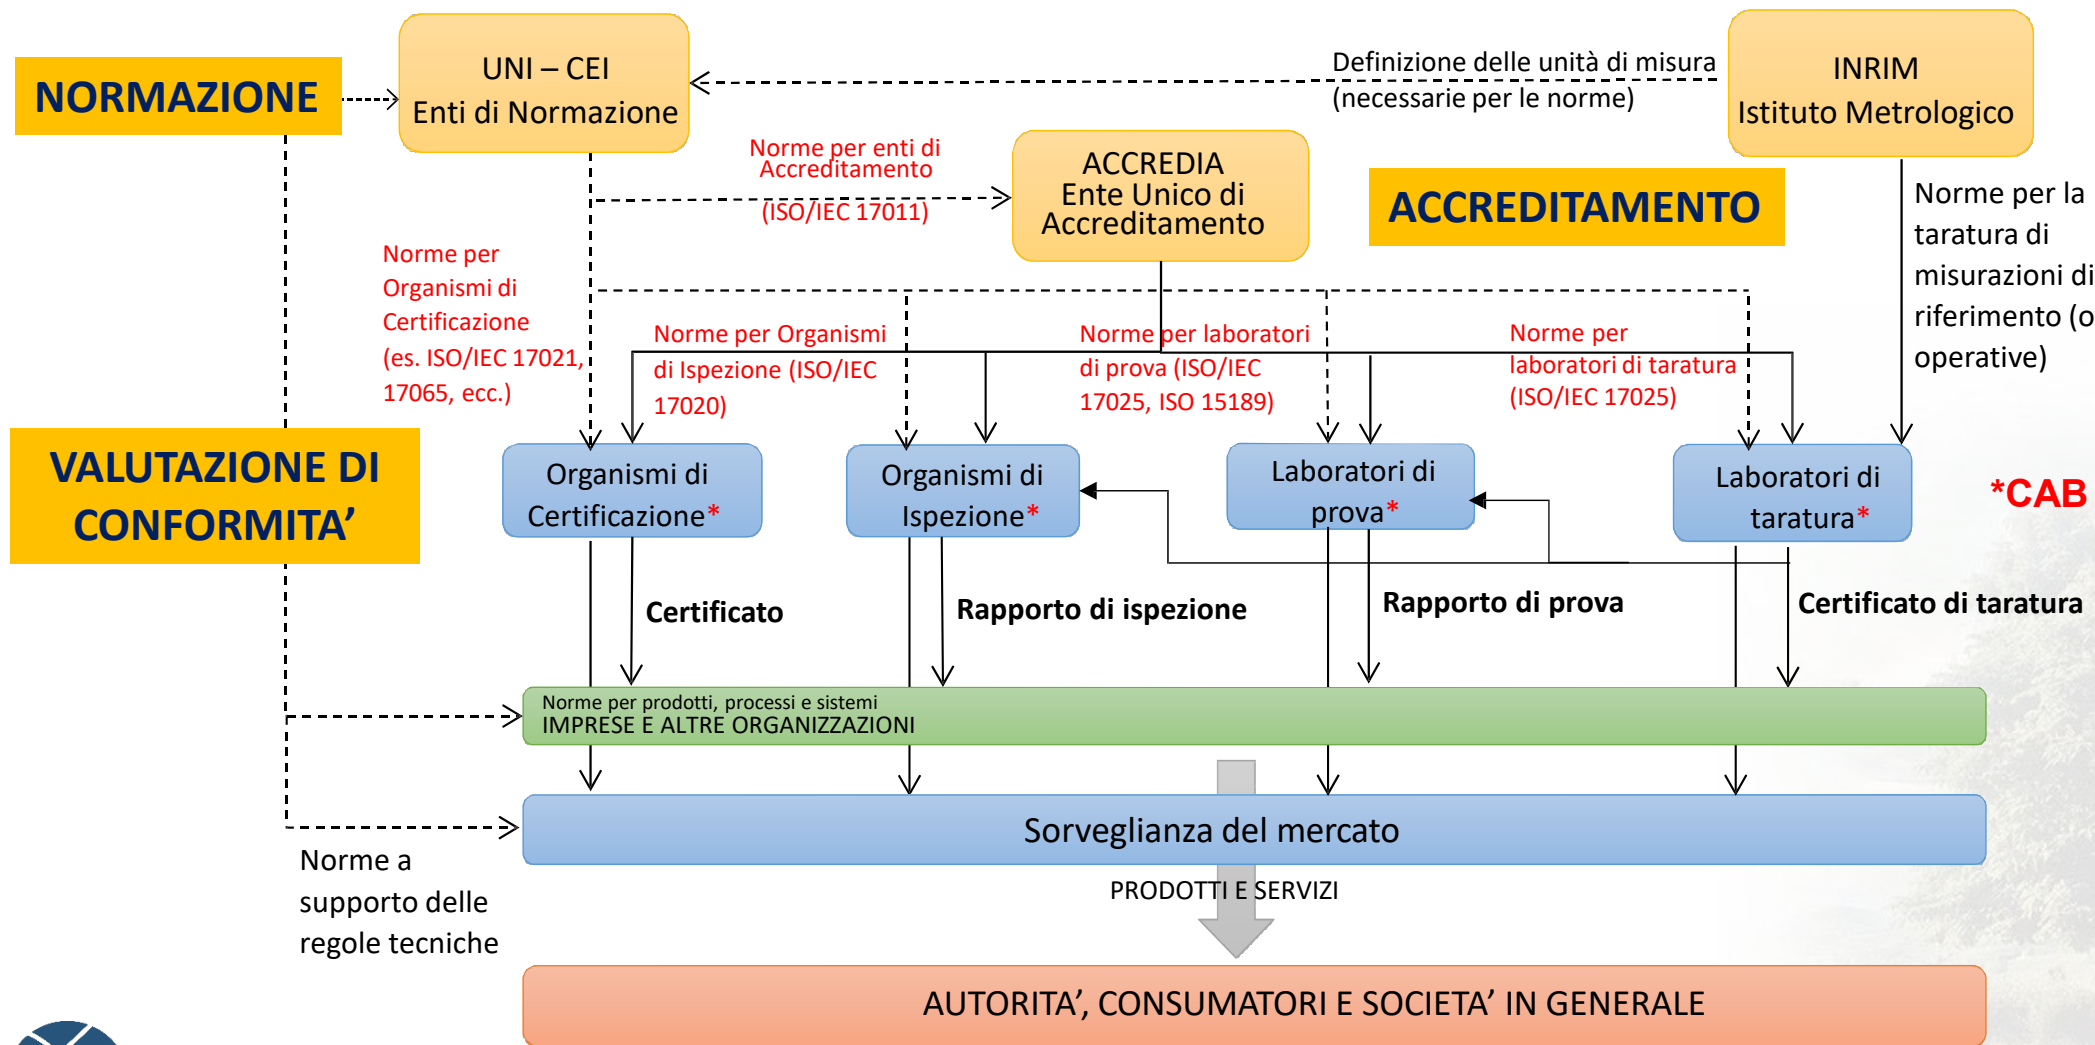 NORMAZIONE
UNI – CEI
Enti di Normazione
Definizione delle unità di misura
(necessarie per le norme)
INRIM
Istituto Metrologico
Norme per enti di
Accreditamento
(ISO/IEC 17011)
ACCREDIA
Ente Unico di
Accreditamento
ACCREDITAMENTO
Norme per la
taratura di
misurazioni di
riferimento (o
operative)
Norme per
Organismi di
Certificazione
(es. ISO/IEC 17021,
17065, ecc.)
Norme per Organismi
di Ispezione (ISO/IEC
17020)
Norme per laboratori
di prova (ISO/IEC
17025, ISO 15189)
Norme per
laboratori di taratura
(ISO/IEC 17025)
VALUTAZIONE DI
CONFORMITA’
Organismi di
Certificazione*
Organismi di
Ispezione*
Laboratori di
prova*
Laboratori di
taratura*
*CAB
Certificato
Rapporto di ispezione
Rapporto di prova
Certificato di taratura
Norme per prodotti, processi e sistemi
IMPRESE E ALTRE ORGANIZZAZIONI
Sorveglianza del mercato
Norme a
supporto delle
regole tecniche
PRODOTTI E SERVIZI
AUTORITA’, CONSUMATORI E SOCIETA’ IN GENERALE